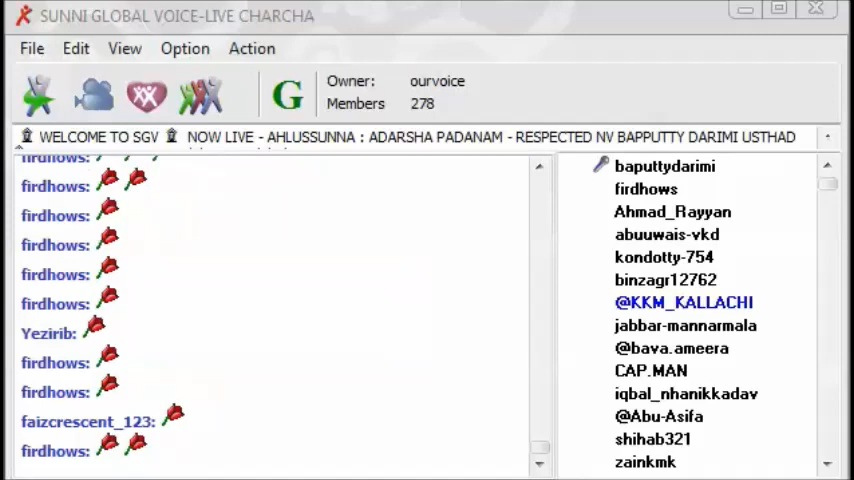 SUNNI GLOBAL VOICE-LIVE CHARCHA
File Edit View Option Action
G
Owner: ourvoice
Members 278
WELCOME TO SGV NOW LIVE - AHLUSSUNNA : ADARSHA PADANAM - RESPECTED NV BAPPUTTY DARIMI USTHAD
firdhows:
firdhows:
firdhows:
firdhows:
firdhows:
firdhows:
Yezirib:
firdhows:
firdhows:
faizcrescent_123:
firdhows:
baputtydarimi
firdhows
Ahmad_Rayyan
abuuwais-vkd
kondotty-754
binzagr12762
@KKM_KALLACHI
jabbar-mannarmala
@bava.ameera
CAP.MAN
iqbal_nhanikkadav
@Abu-Asifa
shihab321
zainkmk